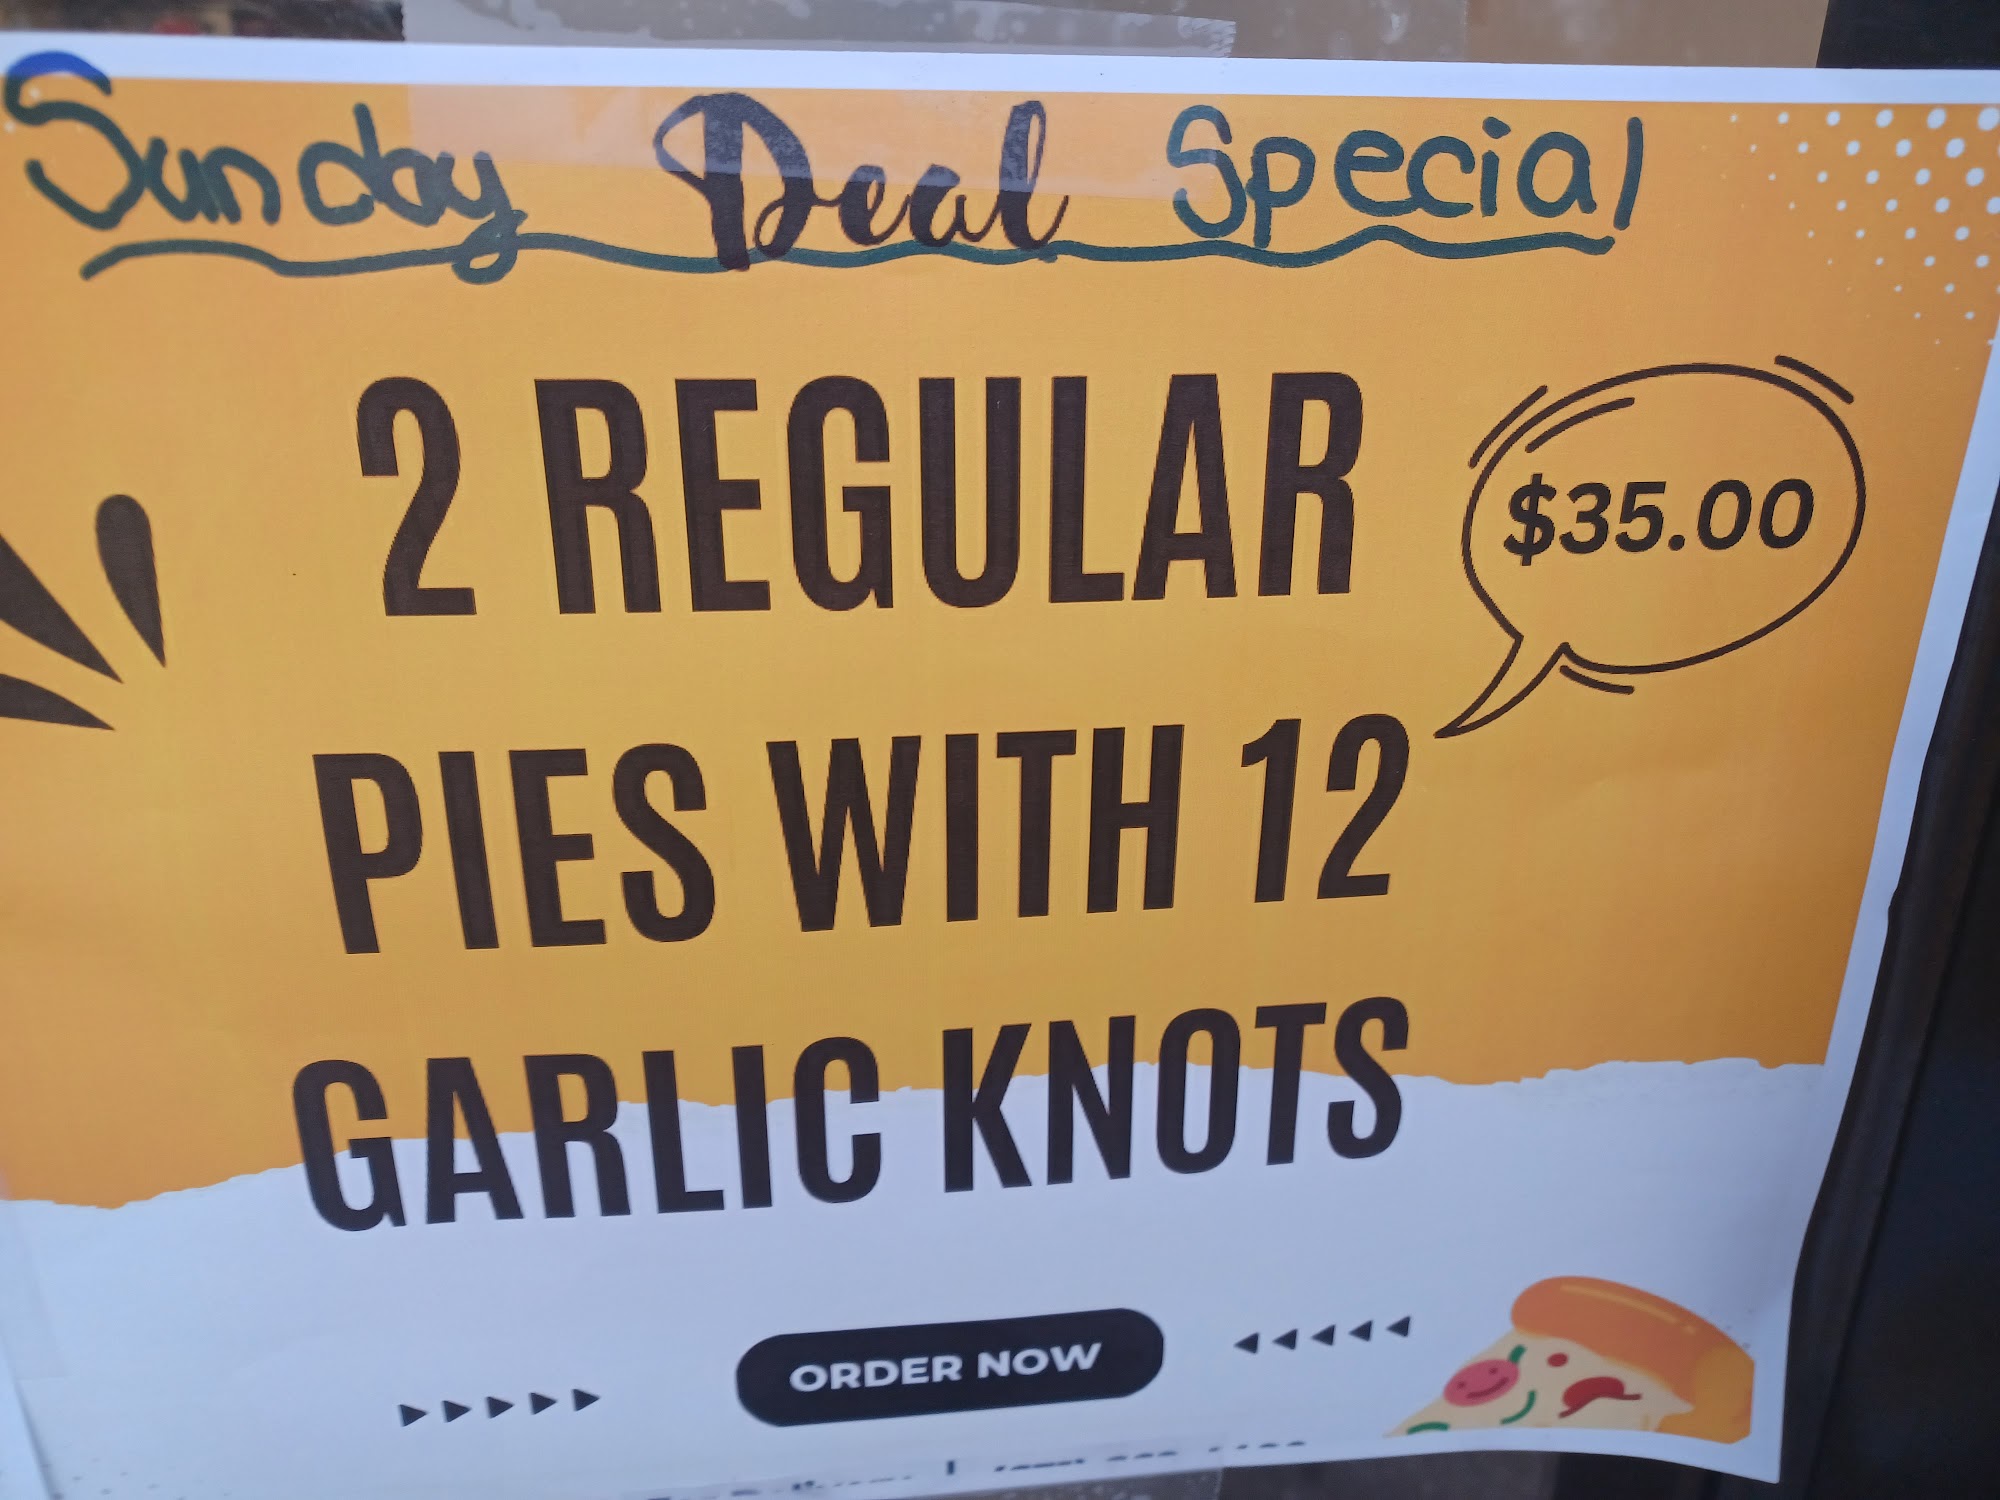 Sunday Deal Special
2 REGULAR
$35.00
PIES WITH 12
GARLIC KNOTS
ORDER NOW